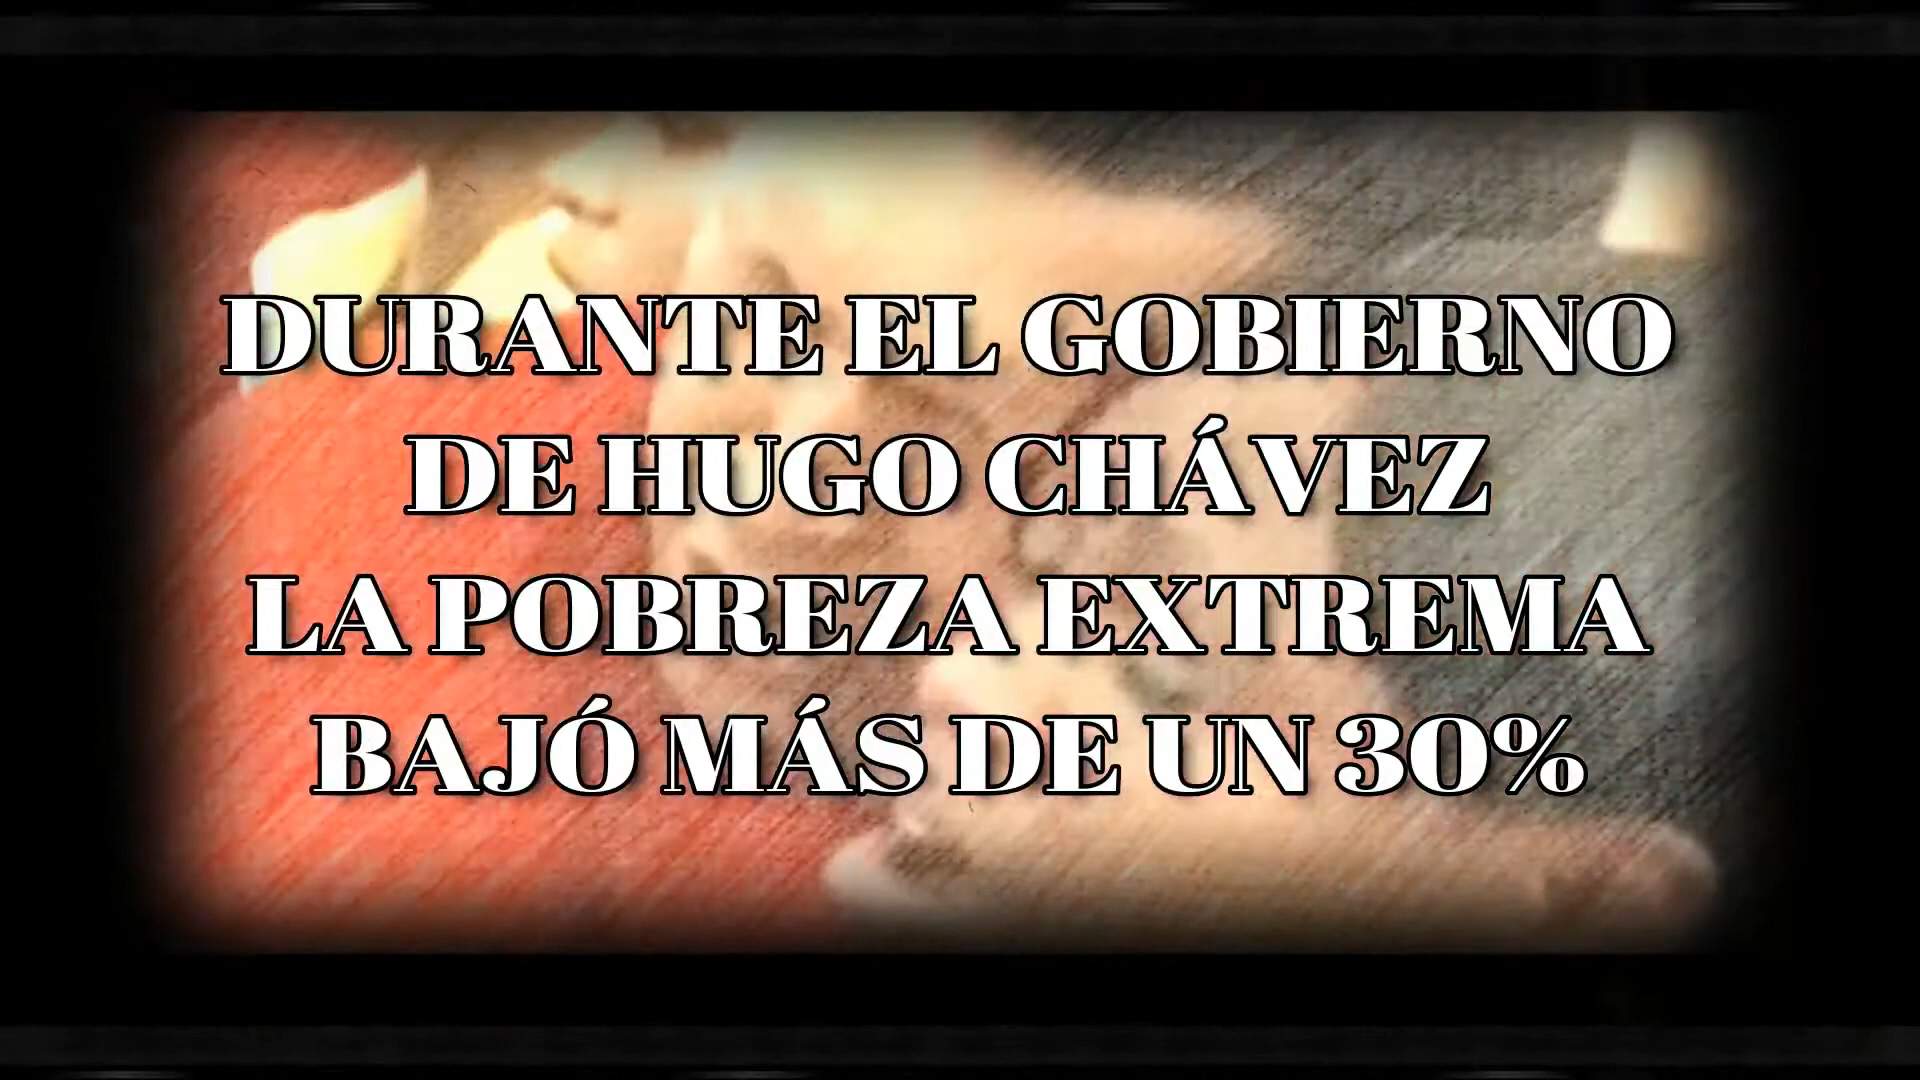 DURANTE EL GOBIERNO
DE HUGO CHÁVEZ
LA POBREZA EXTREMA
BAJÓ MÁS DE UN 30%